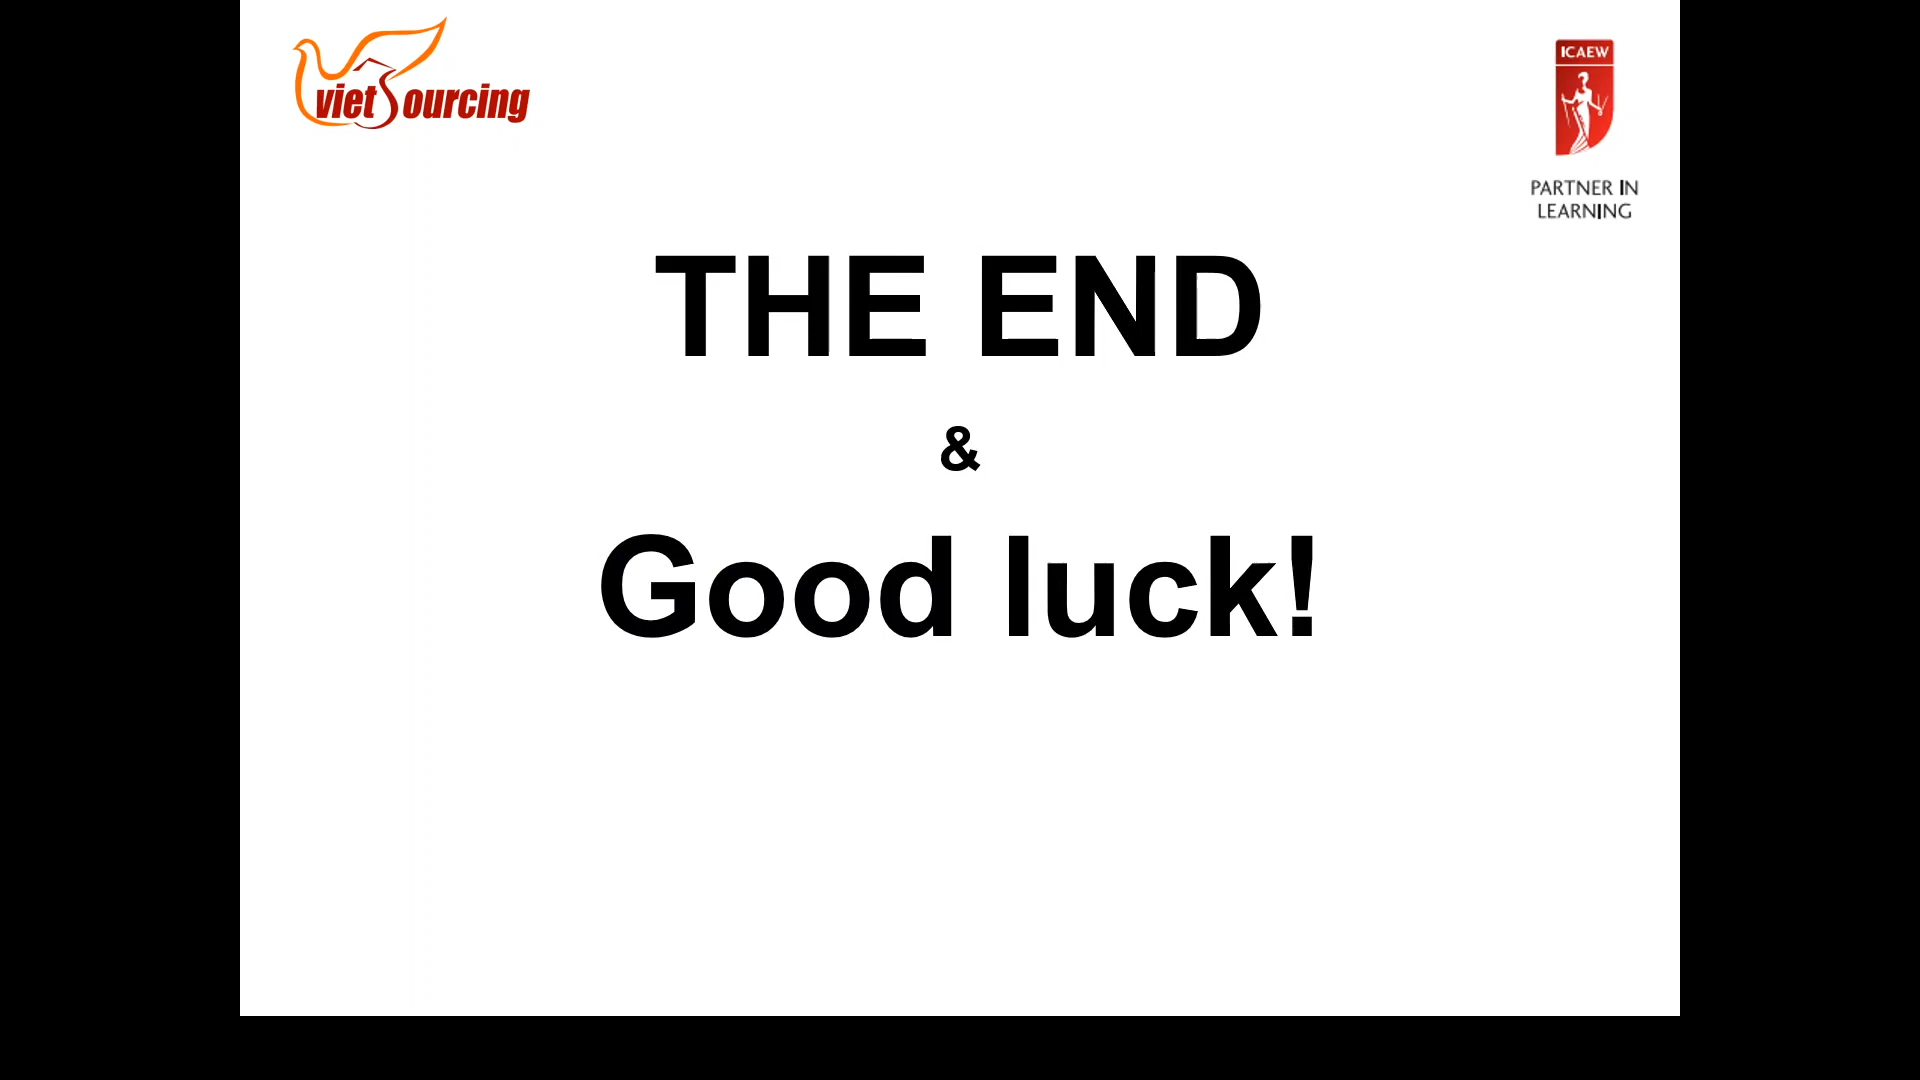 vietSourcing
ICAEW
PARTNER IN
LEARNING
THE END
&
Good luck!